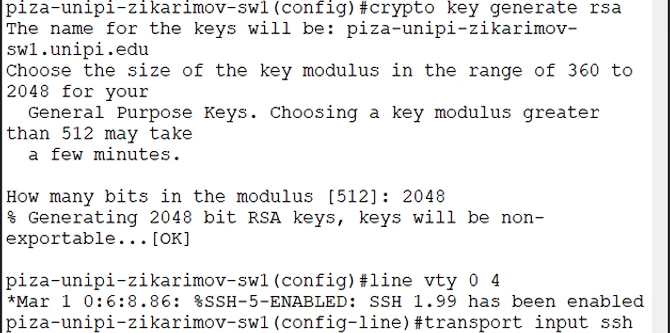 piza-unipi-zikarimov-sw1(config)#crypto key generate rsa
The name for the keys will be: piza-unipi-zikarimov-
sw1.unipi.edu
Choose the size of the key modulus in the range of 360 to
2048 for your
  General Purpose Keys. Choosing a key modulus greater
than 512 may take
  a few minutes.

How many bits in the modulus [512]: 2048
% Generating 2048 bit RSA keys, keys will be non-
exportable...[OK]

piza-unipi-zikarimov-sw1(config)#line vty 0 4
*Mar 1 0:6:8.86: %SSH-5-ENABLED: SSH 1.99 has been enabled
piza-unipi-zikarimov-sw1(config-line)#transport input ssh